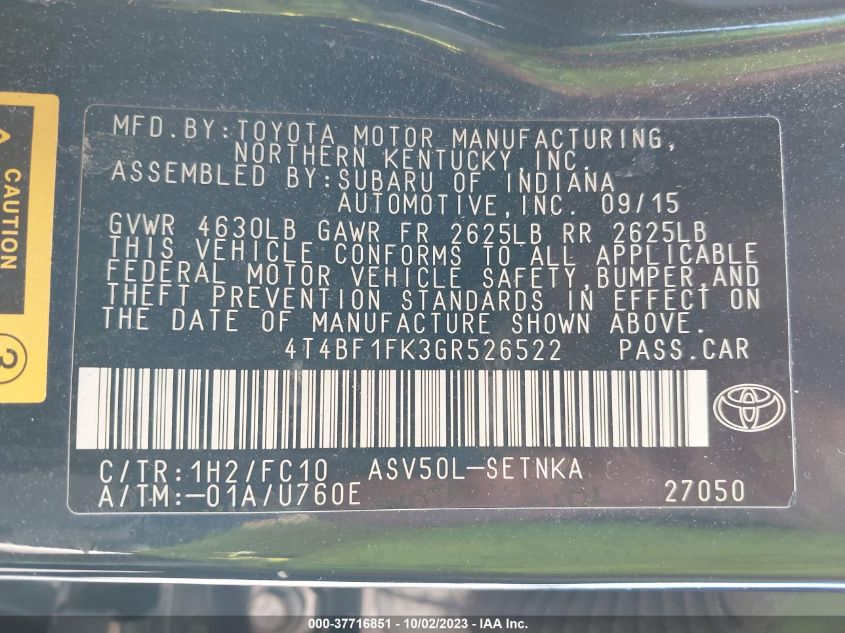 MFD.BY:TOYOTA MOTOR MANUFACTURING,
NORTHERN KENTUCKY, INC.
ASSEMBLED BY:SUBARU OF INDIANA
AUTOMOTIVE,INC. 09/15
GVWR 4630LB GAWR FR 2625LB RR 2625LB
THIS VEHICLE CONFORMS TO ALL APPLICABLE
FEDERAL MOTOR VEHICLE SAFETY,BUMPER,AND
THEFT PREVENTION STANDARDS IN EFFECT ON
THE DATE OF MANUFACTURE SHOWN ABOVE.
4T4BF1FK3GR526522 PASS.CAR
C/TR:1H2/FC10 ASV50L-SETNKA
A/TM:-01A/U760E 27050
CAUTION
000-37716851 - 10/02/2023 - IAA Inc.